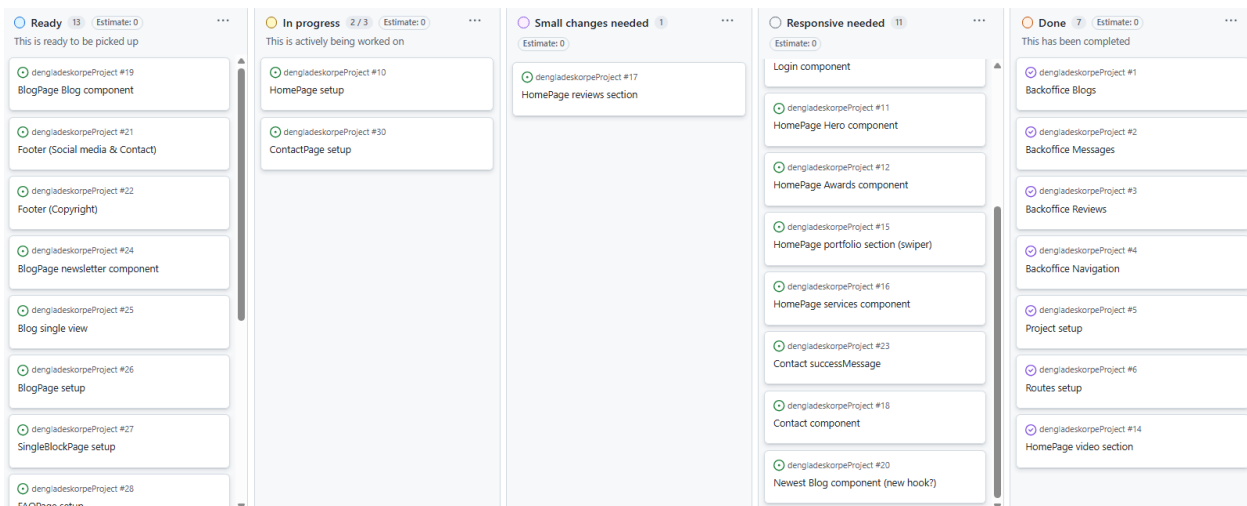 Ready 13 Estimate: 0 ...
This is ready to be picked up
dengladeskorpeProject #19
BlogPage Blog component
dengladeskorpeProject #21
Footer (Social media & Contact)
dengladeskorpeProject #22
Footer (Copyright)
dengladeskorpeProject #24
BlogPage newsletter component
dengladeskorpeProject #25
Blog single view
dengladeskorpeProject #26
BlogPage setup
dengladeskorpeProject #27
SingleBlockPage setup
dengladeskorpeProject #28
FAQPage setup
In progress 2 / 3 Estimate: 0 ...
This is actively being worked on
dengladeskorpeProject #10
HomePage setup
dengladeskorpeProject #30
ContactPage setup
Small changes needed 1 ...
Estimate: 0
dengladeskorpeProject #17
HomePage reviews section
Responsive needed 11 ...
Estimate: 0
Login component
dengladeskorpeProject #11
HomePage Hero component
dengladeskorpeProject #12
HomePage Awards component
dengladeskorpeProject #15
HomePage portfolio section (swiper)
dengladeskorpeProject #16
HomePage services component
dengladeskorpeProject #23
Contact successMessage
dengladeskorpeProject #18
Contact component
dengladeskorpeProject #20
Newest Blog component (new hook?)
Done 7 Estimate: 0 ...
This has been completed
dengladeskorpeProject #1
Backoffice Blogs
dengladeskorpeProject #2
Backoffice Messages
dengladeskorpeProject #3
Backoffice Reviews
dengladeskorpeProject #4
Backoffice Navigation
dengladeskorpeProject #5
Project setup
dengladeskorpeProject #6
Routes setup
dengladeskorpeProject #14
HomePage video section